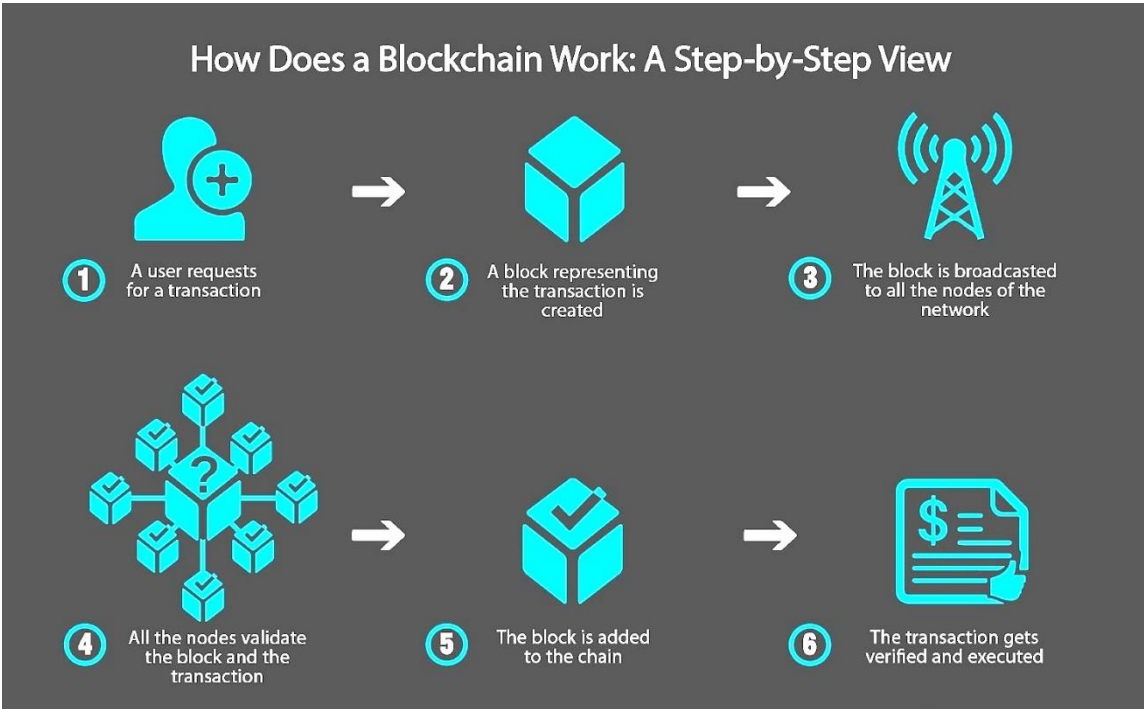 How Does a Blockchain Work: A Step-by-Step View
1
A user requests
for a transaction
2
A block representing
the transaction is
created
3
The block is broadcasted
to all the nodes of the
network
?
4
All the nodes validate
the block and the
transaction
5
The block is added
to the chain
$
6
The transaction gets
verified and executed